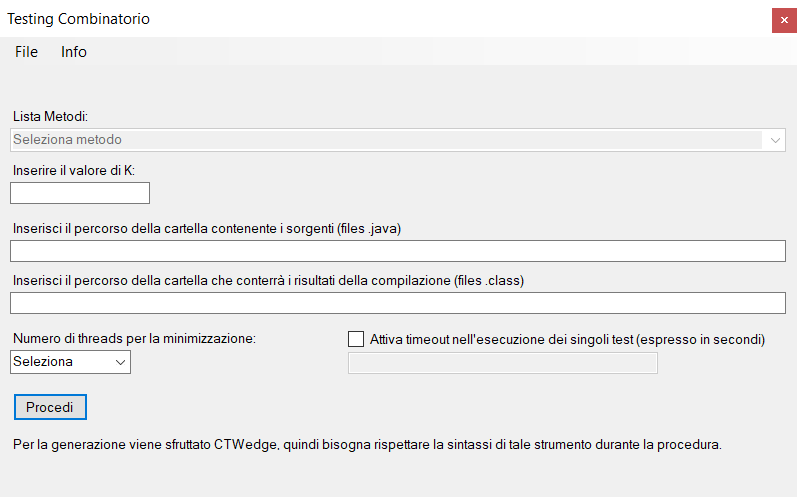 Testing Combinatorio
File Info
Lista Metodi:
Seleziona metodo
Inserire il valore di K:
Inserisci il percorso della cartella contenente i sorgenti (files .java)
Inserisci il percorso della cartella che conterrà i risultati della compilazione (files .class)
Numero di threads per la minimizzazione:
Seleziona
Attiva timeout nell'esecuzione dei singoli test (espresso in secondi)
Procedi
Per la generazione viene sfruttato CTWedge, quindi bisogna rispettare la sintassi di tale strumento durante la procedura.